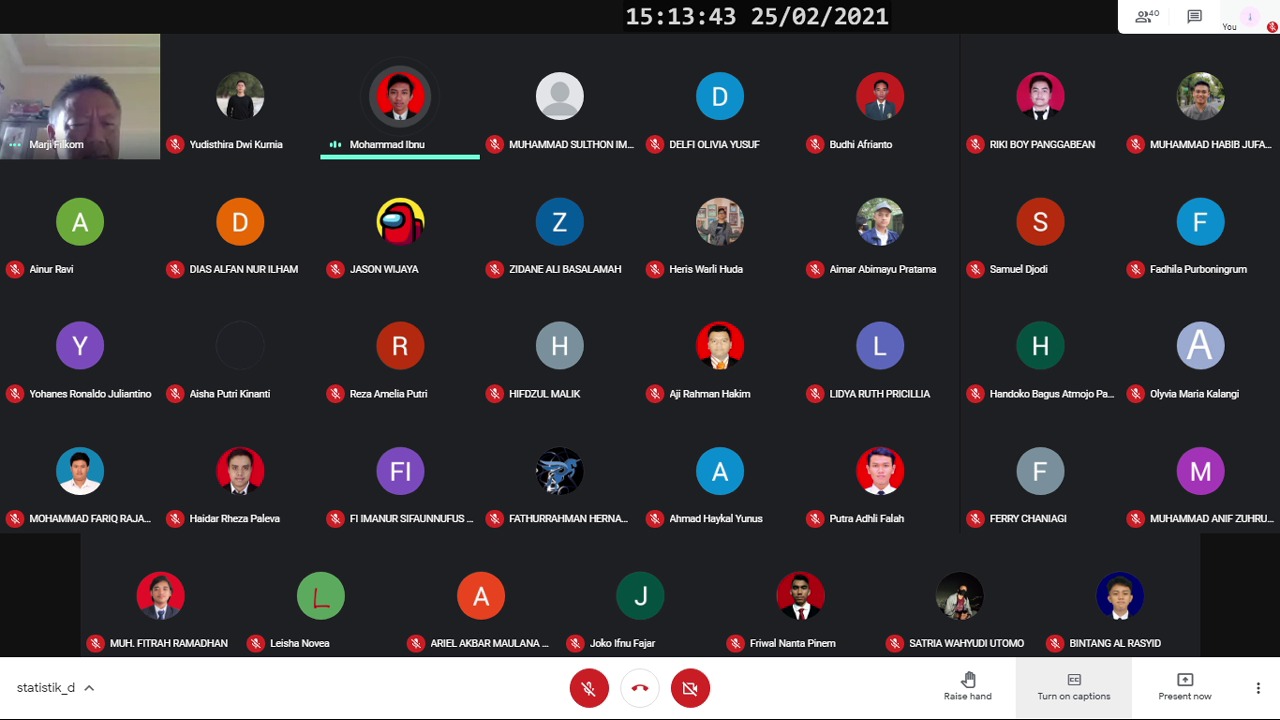 15:13:43 25/02/2021
40
You
Marji Filkom
Yudisthira Dwi Kurnia
Mohammad Ibnu
MUHAMMAD SULTHON IM...
D
DELFI OLIVIA YUSUF
Budhi Afrianto
RIKI BOY PANGGABEAN
MUHAMMAD HABIB JUFA...
A
Ainur Ravi
D
DIAS ALFAN NUR ILHAM
JASON WIJAYA
Z
ZIDANE ALI BASALAMAH
Heris Warli Huda
Aimar Abimayu Pratama
S
Samuel Djodi
F
Fadhila Purboningrum
Y
Yohanes Ronaldo Juliantino
Aisha Putri Kinanti
R
Reza Amelia Putri
H
HIFDZUL MALIK
Aji Rahman Hakim
L
LIDYA RUTH PRICILLIA
H
Handoko Bagus Atmojo Pa...
A
Olyvia Maria Kalangi
MOHAMMAD FARIQ RAJA...
Haidar Rheza Paleva
FI
FI IMANUR SIFAUNNUFUS ...
FATHURRAHMAN HERNA...
A
Ahmad Haykal Yunus
Putra Adhli Falah
F
FERRY CHANIAGI
M
MUHAMMAD ANIF ZUHRU...
MUH. FITRAH RAMADHAN
L
Leisha Novea
A
ARIEL AKBAR MAULANA ...
J
Joko Ifnu Fajar
Friwal Nanta Pinem
SATRIA WAHYUDI UTOMO
BINTANG AL RASYID
statistik_d
Raise hand
CC
Turn on captions
Present now